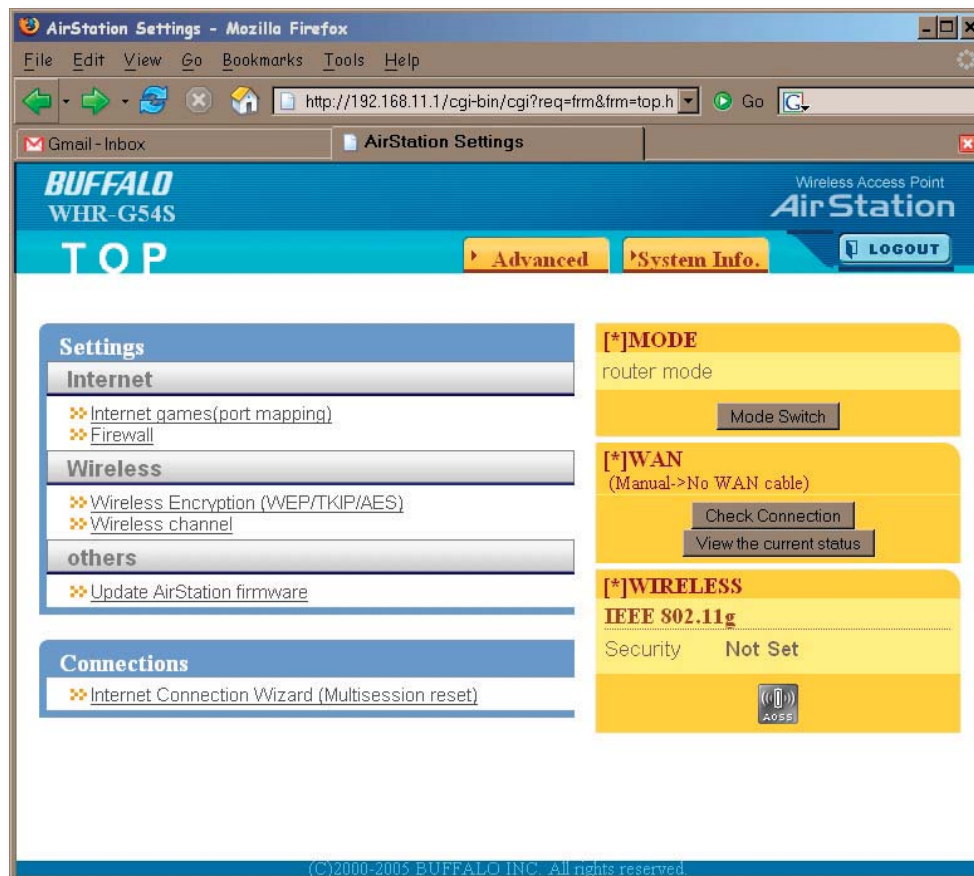 AirStation Settings - Mozilla Firefox
File Edit View Go Bookmarks Tools Help
http://192.168.11.1/cgi-bin/cgi?req=frm&frm=top.h Go G
Gmail - Inbox AirStation Settings
BUFFALO
WHR-G54S
Wireless Access Point
AirStation
TOP Advanced System Info. LOGOUT
Settings
Internet
Internet games(port mapping)
Firewall
Wireless
Wireless Encryption (WEP/TKIP/AES)
Wireless channel
others
Update AirStation firmware
Connections
Internet Connection Wizard (Multisession reset)
[*]MODE
router mode
Mode Switch
[*]WAN
(Manual->No WAN cable)
Check Connection
View the current status
[*]WIRELESS
IEEE 802.11g
Security Not Set
AOSS
(C)2000-2005 BUFFALO INC. All rights reserved.